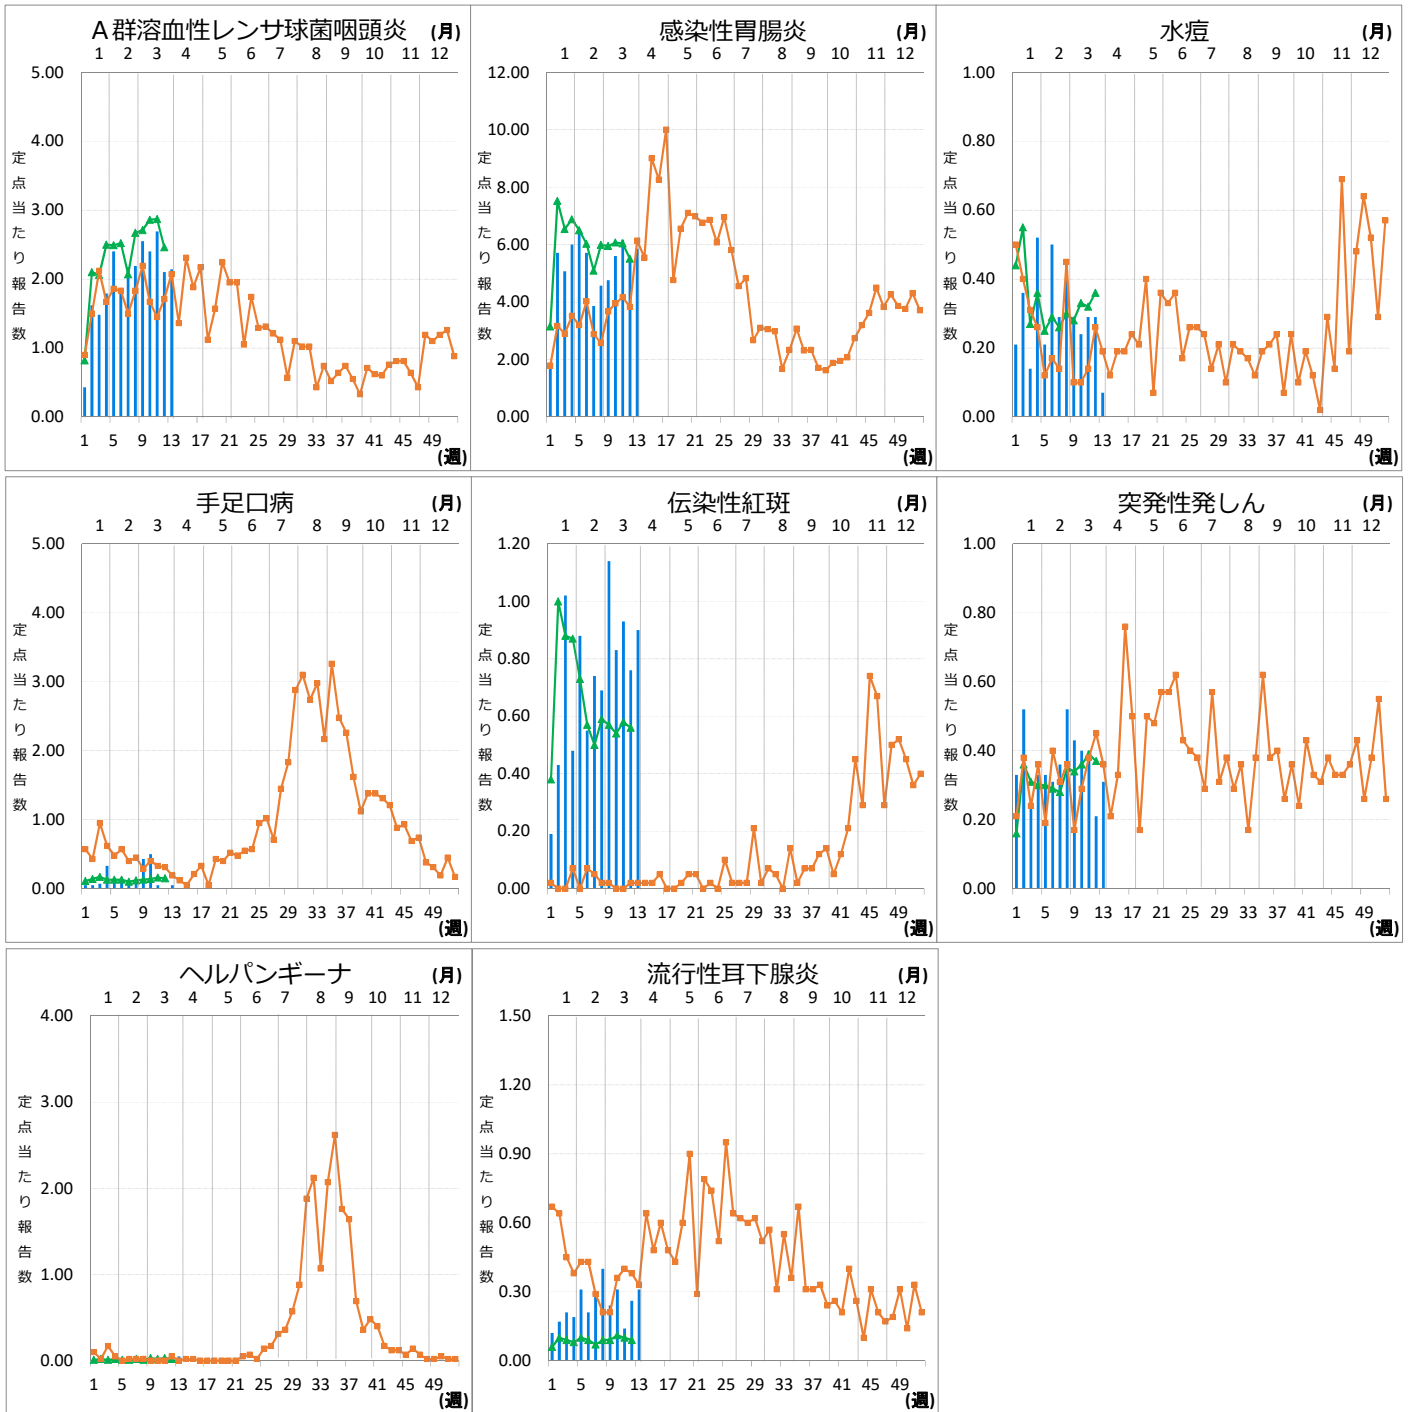 A群溶血性レンサ球菌咽頭炎 (月)
1 2 3 4 5 6 7 8 9 10 11 12
5.00
4.00
3.00
2.00
1.00
0.00
定点当たり報告数
1 5 9 13 17 21 25 29 33 37 41 45 49
(週)
感染性胃腸炎 (月)
1 2 3 4 5 6 7 8 9 10 11 12
12.00
10.00
8.00
6.00
4.00
2.00
0.00
定点当たり報告数
1 5 9 13 17 21 25 29 33 37 41 45 49
(週)
水痘 (月)
1 2 3 4 5 6 7 8 9 10 11 12
1.00
0.80
0.60
0.40
0.20
0.00
定点当たり報告数
1 5 9 13 17 21 25 29 33 37 41 45 49
(週)
手足口病 (月)
1 2 3 4 5 6 7 8 9 10 11 12
5.00
4.00
3.00
2.00
1.00
0.00
定点当たり報告数
1 5 9 13 17 21 25 29 33 37 41 45 49
(週)
伝染性紅斑 (月)
1 2 3 4 5 6 7 8 9 10 11 12
1.20
1.00
0.80
0.60
0.40
0.20
0.00
定点当たり報告数
1 5 9 13 17 21 25 29 33 37 41 45 49
(週)
突発性発しん (月)
1 2 3 4 5 6 7 8 9 10 11 12
1.00
0.80
0.60
0.40
0.20
0.00
定点当たり報告数
1 5 9 13 17 21 25 29 33 37 41 45 49
(週)
ヘルパンギーナ (月)
1 2 3 4 5 6 7 8 9 10 11 12
4.00
3.00
2.00
1.00
0.00
定点当たり報告数
1 5 9 13 17 21 25 29 33 37 41 45 49
(週)
流行性耳下腺炎 (月)
1 2 3 4 5 6 7 8 9 10 11 12
1.50
1.20
0.90
0.60
0.30
0.00
定点当たり報告数
1 5 9 13 17 21 25 29 33 37 41 45 49
(週)